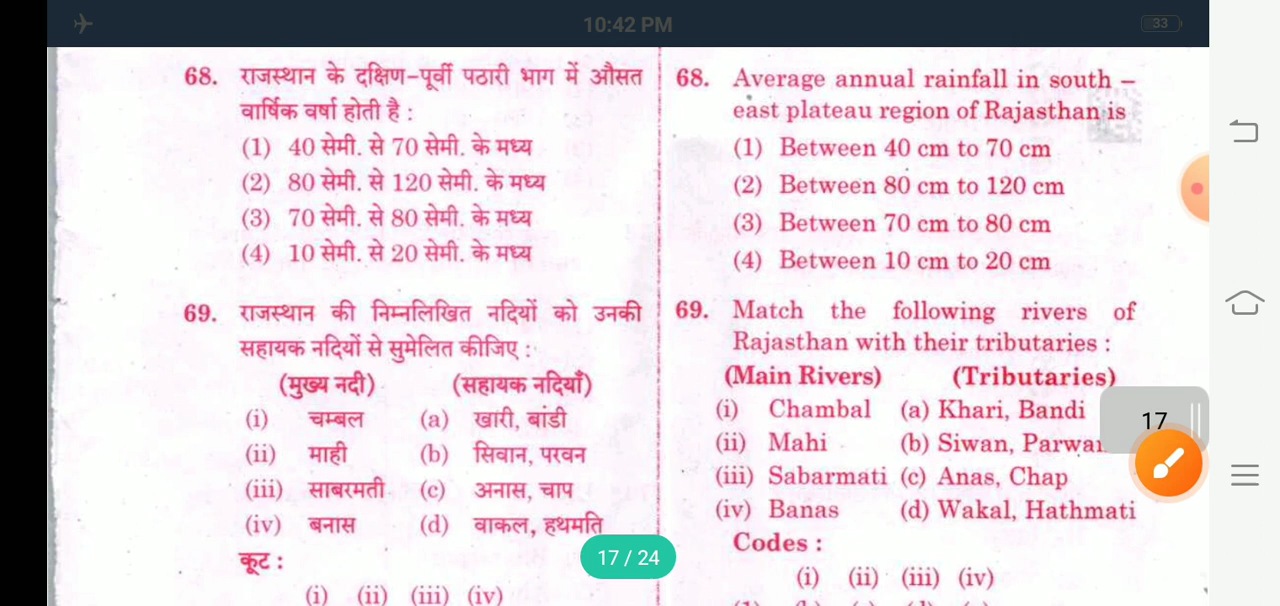 10:42 PM
33
68. राजस्थान के दक्षिण-पूर्वी पठारी भाग में औसत
वार्षिक वर्षा होती है :
(1) 40 सेमी. से 70 सेमी. के मध्य
(2) 80 सेमी. से 120 सेमी. के मध्य
(3) 70 सेमी. से 80 सेमी. के मध्य
(4) 10 सेमी. से 20 सेमी. के मध्य
69. राजस्थान की निम्नलिखित नदियों को उनकी
सहायक नदियों से सुमेलित कीजिए :
(मुख्य नदी) (सहायक नदियाँ)
(i) चम्बल (a) खारी, बांडी
(ii) माही (b) सिवान, परवन
(iii) साबरमती (c) अनास, चाप
(iv) बनास (d) वाकल, हथमति
कूट :
(i) (ii) (iii) (iv)
68. Average annual rainfall in south –
east plateau region of Rajasthan is
(1) Between 40 cm to 70 cm
(2) Between 80 cm to 120 cm
(3) Between 70 cm to 80 cm
(4) Between 10 cm to 20 cm
69. Match the following rivers of
Rajasthan with their tributaries :
(Main Rivers) (Tributaries)
(i) Chambal (a) Khari, Bandi
(ii) Mahi (b) Siwan,
(iii) Sabarmati (c) Anas, Chap
(iv) Banas (d) Wakal, Hathmati
Codes :
(i) (ii) (iii) (iv)
17
17 / 24